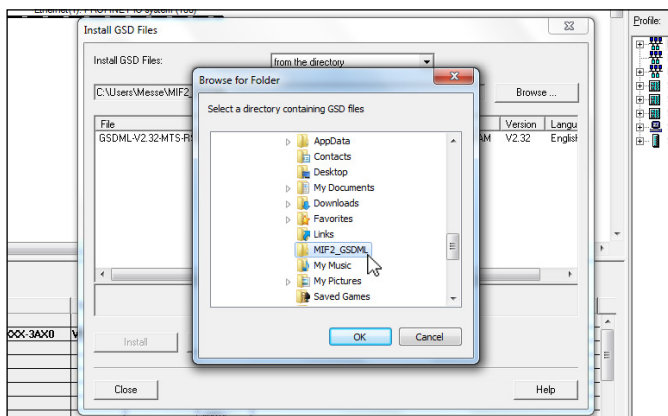 Ethernet(1): PROFINET-IO-system (100)
Install GSD Files
Profile:
Install GSD Files:
from the directory
C:\Users\Messe\MIF2_
Browse ...
File
Version
Langu
GSDML-V2.32-MTS-R
AM
V2.32
English
Browse for Folder
Select a directory containing GSD files
AppData
Contacts
Desktop
My Documents
Downloads
Favorites
Links
MIF2_GSDML
My Music
My Pictures
Saved Games
OK
Cancel
XX-3AX0
V
Install
Close
Help